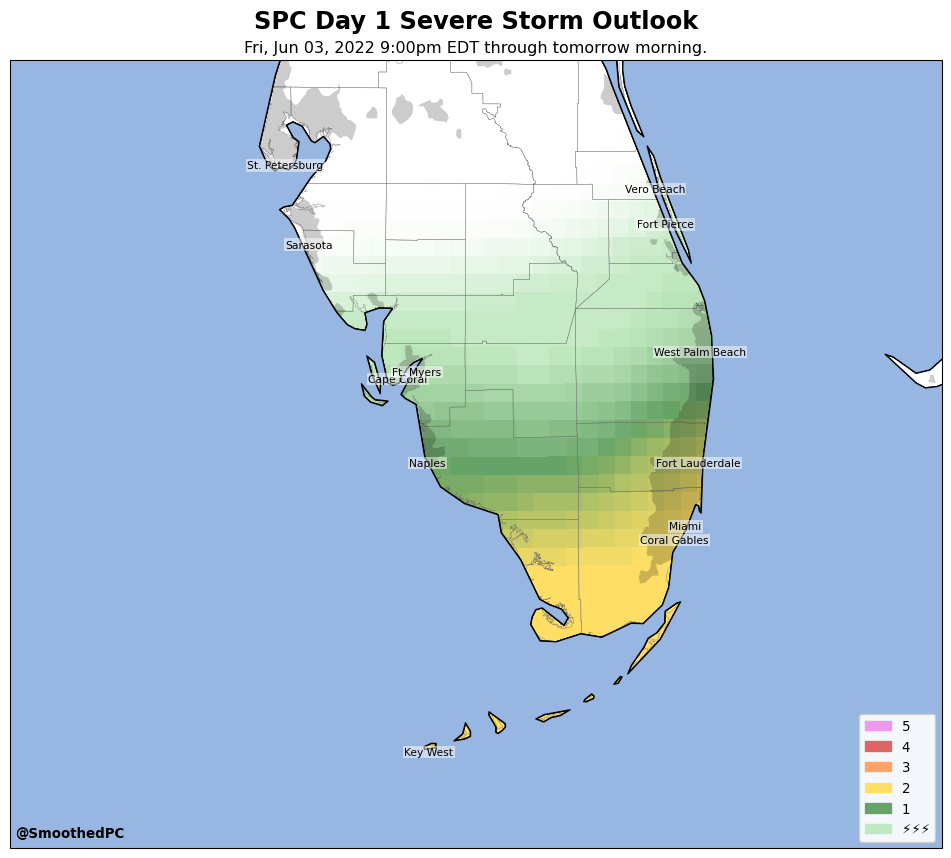 SPC Day 1 Severe Storm Outlook
Fri, Jun 03, 2022 9:00pm EDT through tomorrow morning.
St. Petersburg
Vero Beach
Fort Pierce
Sarasota
West Palm Beach
Ft. Myers
Cape Coral
Naples
Fort Lauderdale
Miami
Coral Gables
Key West
5
4
3
2
1
⚡⚡⚡
@SmoothedPC